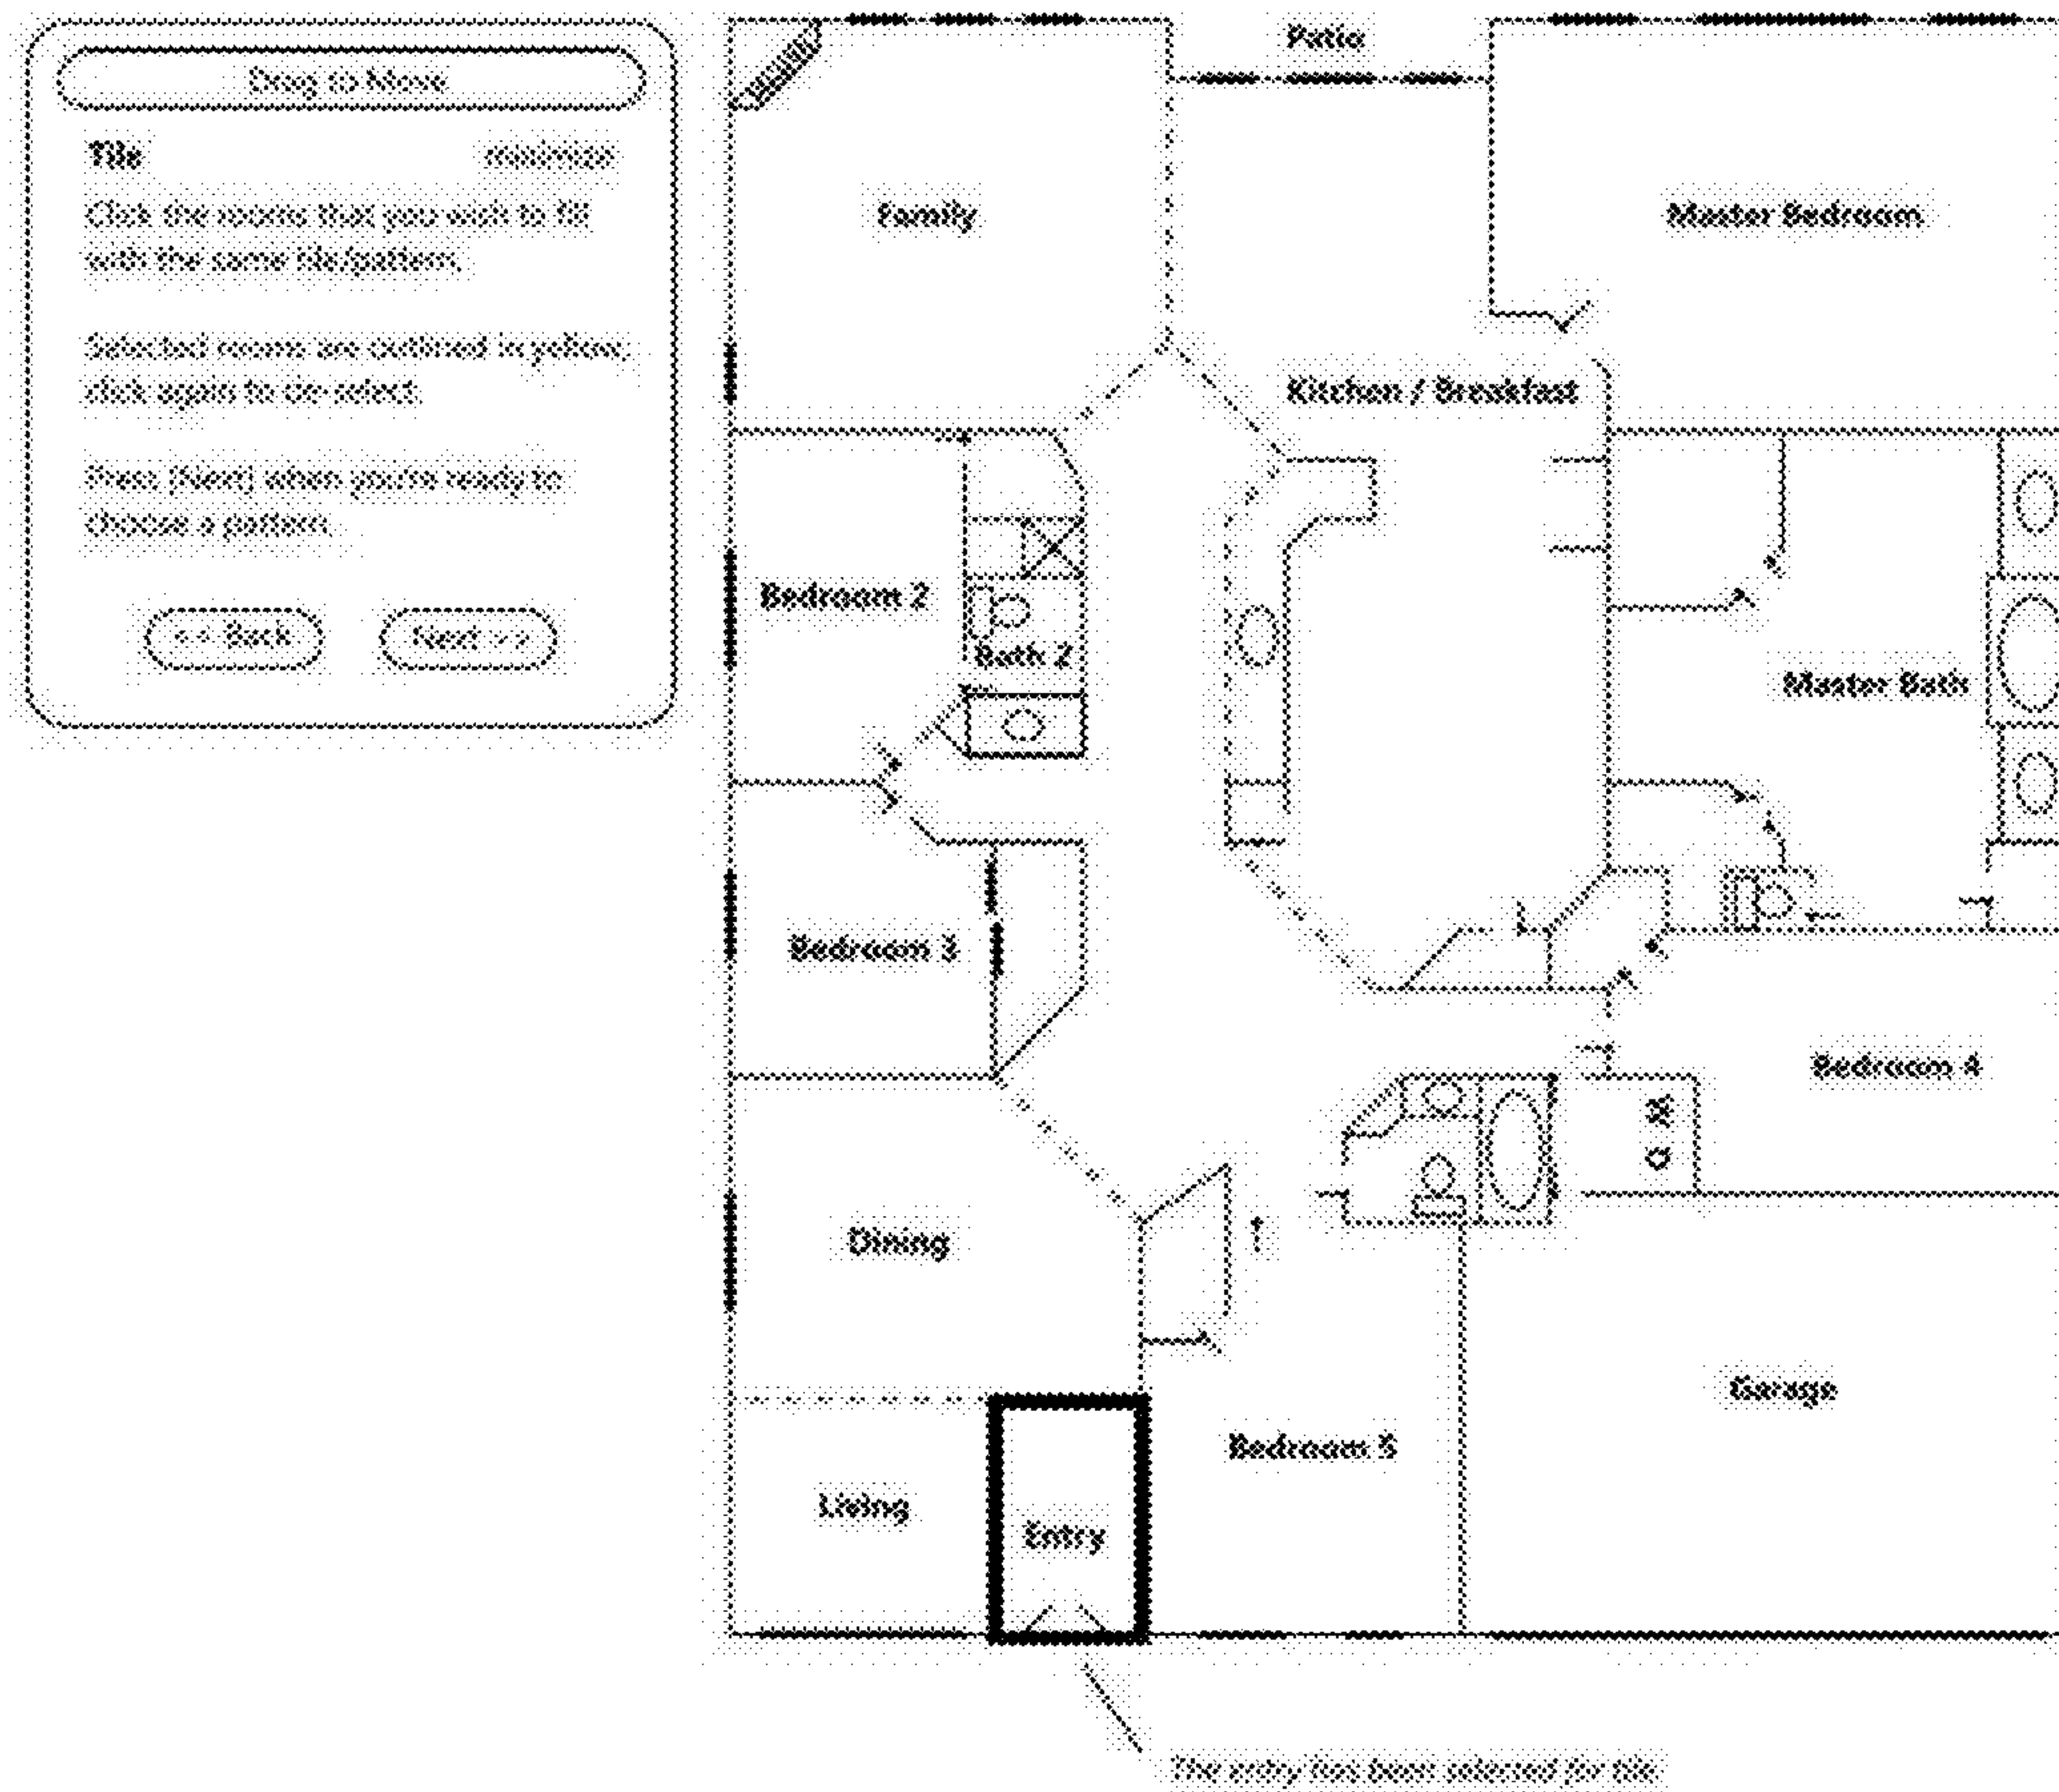 Drag to Move
Tile minimize
Click the rooms that you wish to fill
with the same tile/pattern.
Selected rooms are outlined in yellow,
click again to de-select.
Press [Next] when you're ready to
choose a pattern.
<< Back Next >>
Patio
Family
Master Bedroom
Kitchen / Breakfast
Bedroom 2
Bath 2
Master Bath
Bedroom 3
Bedroom 4
Dining
Garage
Bedroom 5
Living
Entry
The entry has been selected for tile